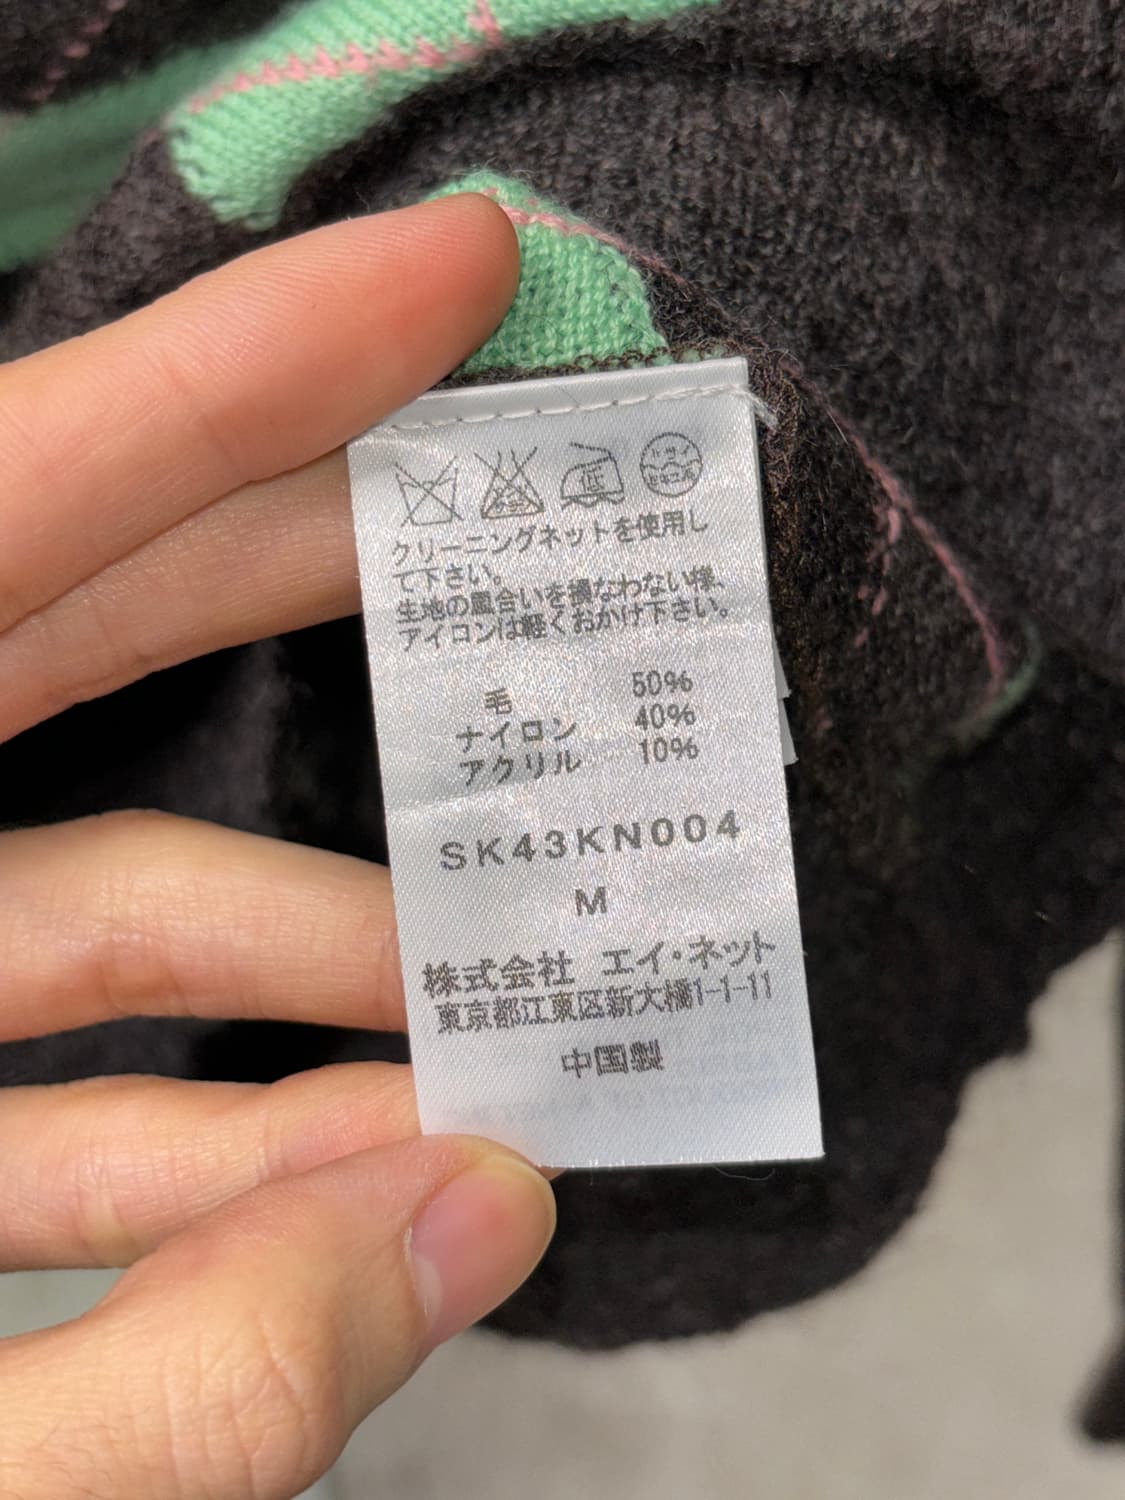 低
ドライ
クリーニングネットを使用し
て下さい。
生地の風合いを損なわない様、
アイロンは軽くおかけ下さい。
毛 50%
ナイロン 40%
アクリル 10%
SK43KN004
M
株式会社 エイ・ネット
東京都江東区新大橋1-1-11
中国製